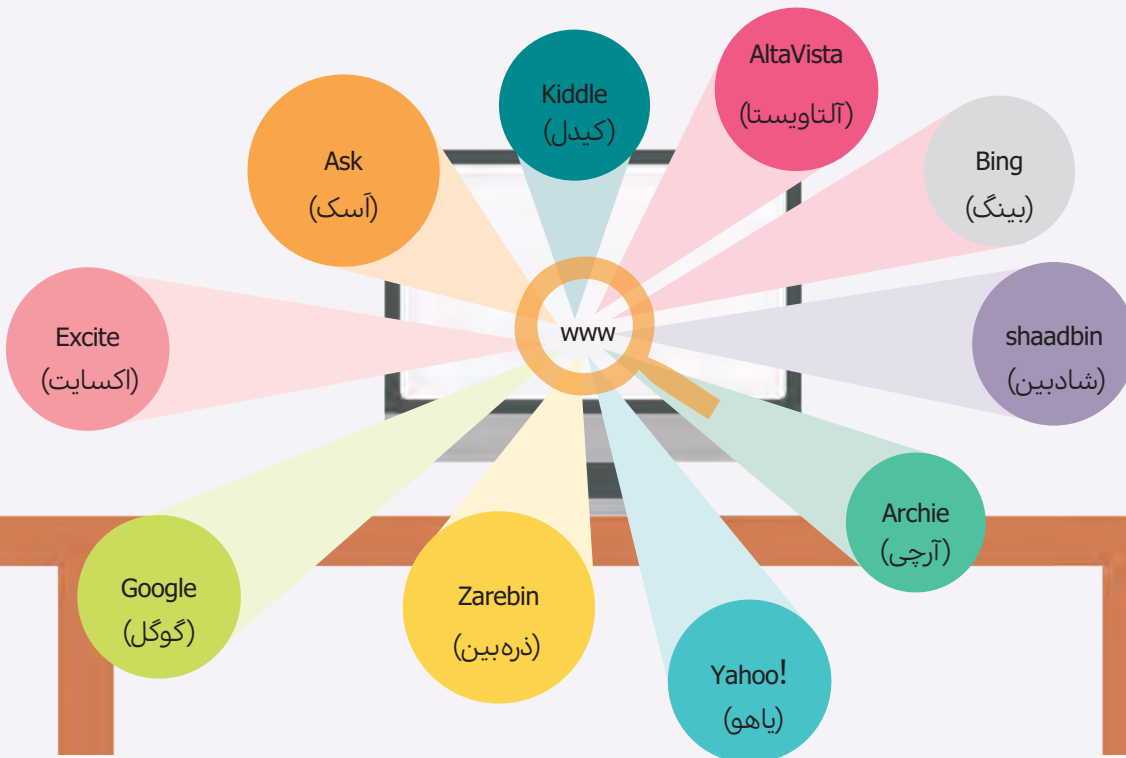 AltaVista
(آلتاویستا)
Kiddle
(کیدل)
Bing
(بینگ)
Ask
(اَسک)
www
shaadbin
(شادبین)
Excite
(اکسایت)
Archie
(آرچی)
Google
(گوگل)
Zarebin
(ذره‌بین)
Yahoo!
(یاهو)